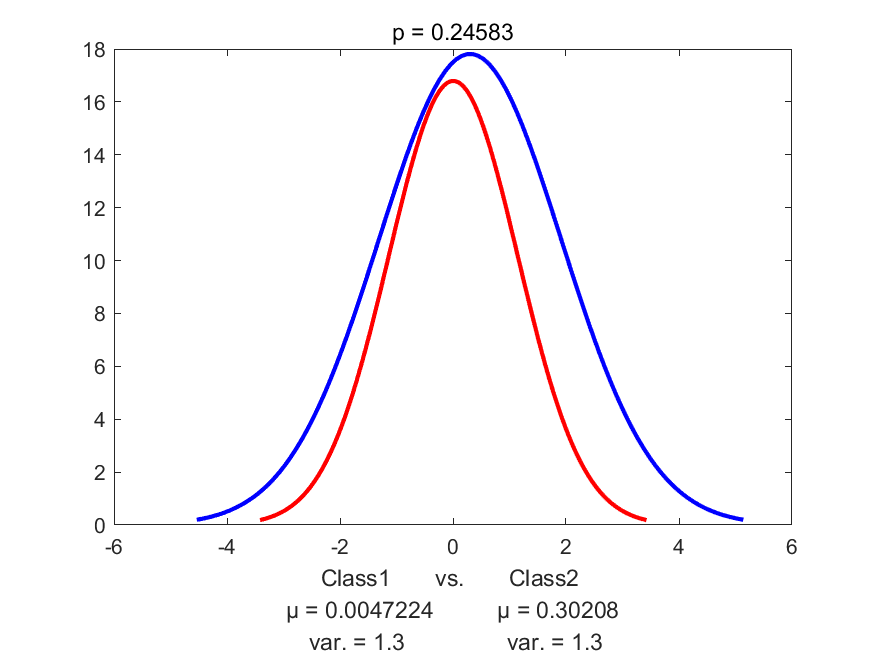 p = 0.24583
18
16
14
12
10
8
6
4
2
0
-6 -4 -2 0 2 4 6
Class1 vs. Class2
μ = 0.0047224 μ = 0.30208
var. = 1.3 var. = 1.3